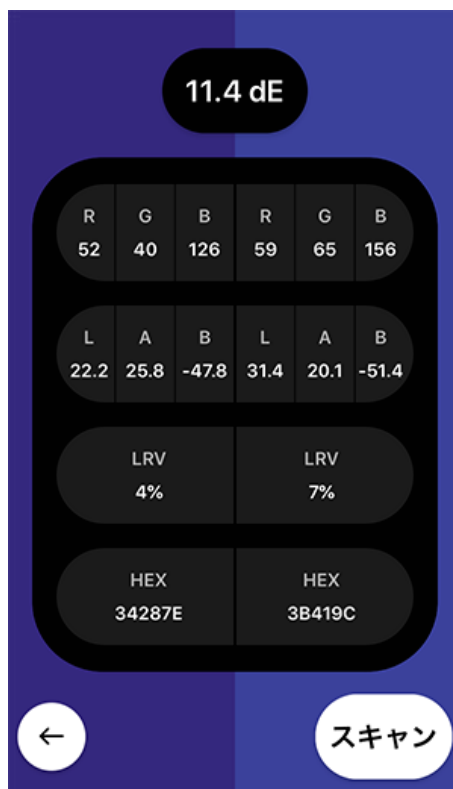 11.4 dE
R G B R G B
52 40 126 59 65 156
L A B L A B
22.2 25.8 -47.8 31.4 20.1 -51.4
LRV LRV
4% 7%
HEX HEX
34287E 3B419C
← スキャン